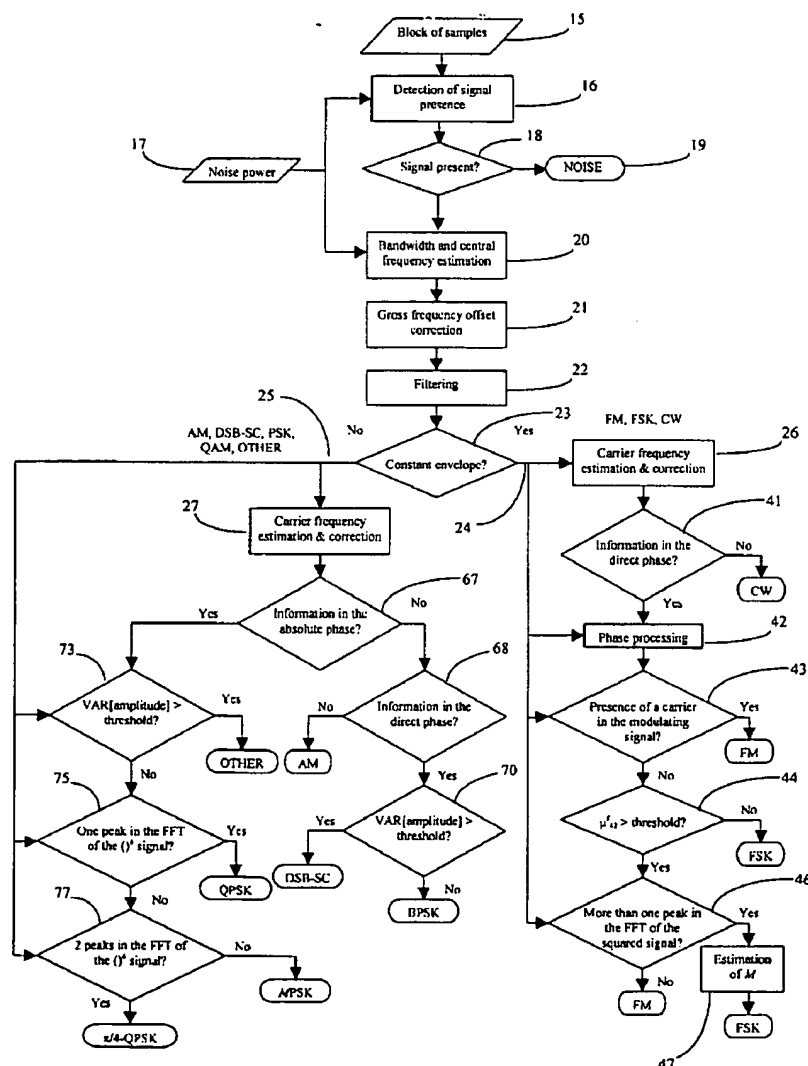 Block of samples
15
Detection of signal
presence
16
17
Noise power
18
Signal present?
NOISE
19
Bandwidth and central
frequency estimation
20
Gross frequency offset
correction
21
Filtering
22
25
AM, DSB-SC, PSK,
QAM, OTHER
No
23
Yes
Constant envelope?
24
FM, FSK, CW
26
Carrier frequency
estimation & correction
27
Carrier frequency
estimation & correction
41
Information in the
direct phase?
No
CW
Yes
67
Information in the
absolute phase?
Yes
No
Phase processing
42
73
VAR[amplitude] >
threshold?
Yes
OTHER
No
68
Information in the
direct phase?
No
AM
Yes
43
Presence of a carrier
in the modulating
signal?
Yes
FM
No
75
One peak in the FFT
of the ()⁴ signal?
Yes
QPSK
No
70
VAR[amplitude] >
threshold?
Yes
DSB-SC
No
BPSK
44
> threshold?
No
FSK
Yes
77
2 peaks in the FFT of
the ()⁴ signal?
No
MPSK
Yes
π/4-QPSK
46
More than one peak in
the FFT of the
squared signal?
Yes
No
FM
Estimation
of M
FSK
47